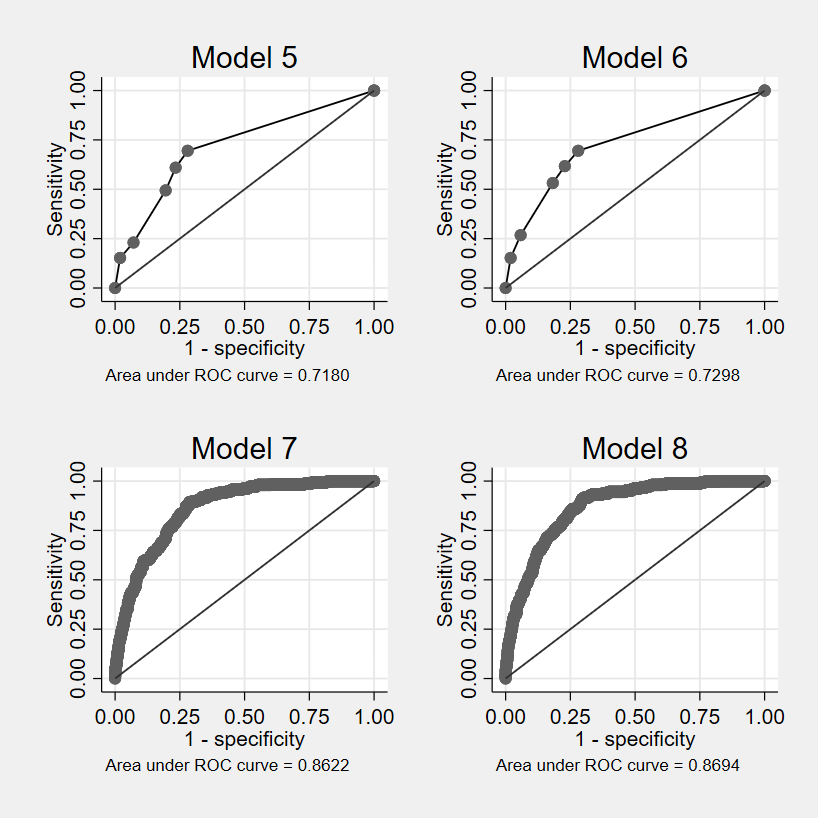 Model 5
Sensitivity
0.00 0.25 0.50 0.75 1.00
0.00 0.25 0.50 0.75 1.00
1 - specificity
Area under ROC curve = 0.7180
Model 6
Sensitivity
0.00 0.25 0.50 0.75 1.00
0.00 0.25 0.50 0.75 1.00
1 - specificity
Area under ROC curve = 0.7298
Model 7
Sensitivity
0.00 0.25 0.50 0.75 1.00
0.00 0.25 0.50 0.75 1.00
1 - specificity
Area under ROC curve = 0.8622
Model 8
Sensitivity
0.00 0.25 0.50 0.75 1.00
0.00 0.25 0.50 0.75 1.00
1 - specificity
Area under ROC curve = 0.8694